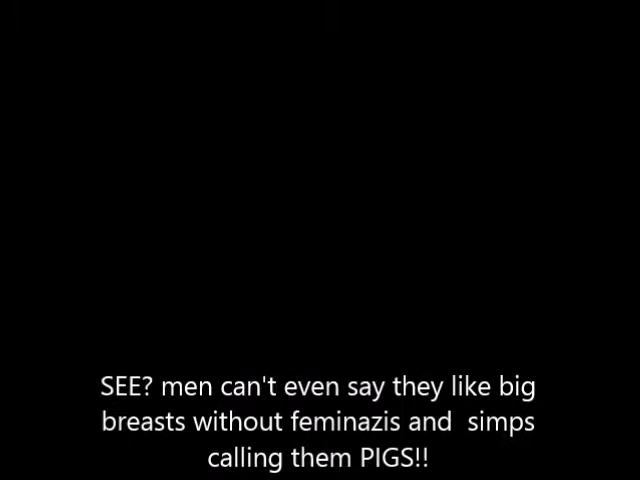 SEE? men can't even say they like big
breasts without feminazis and  simps
calling them PIGS!!